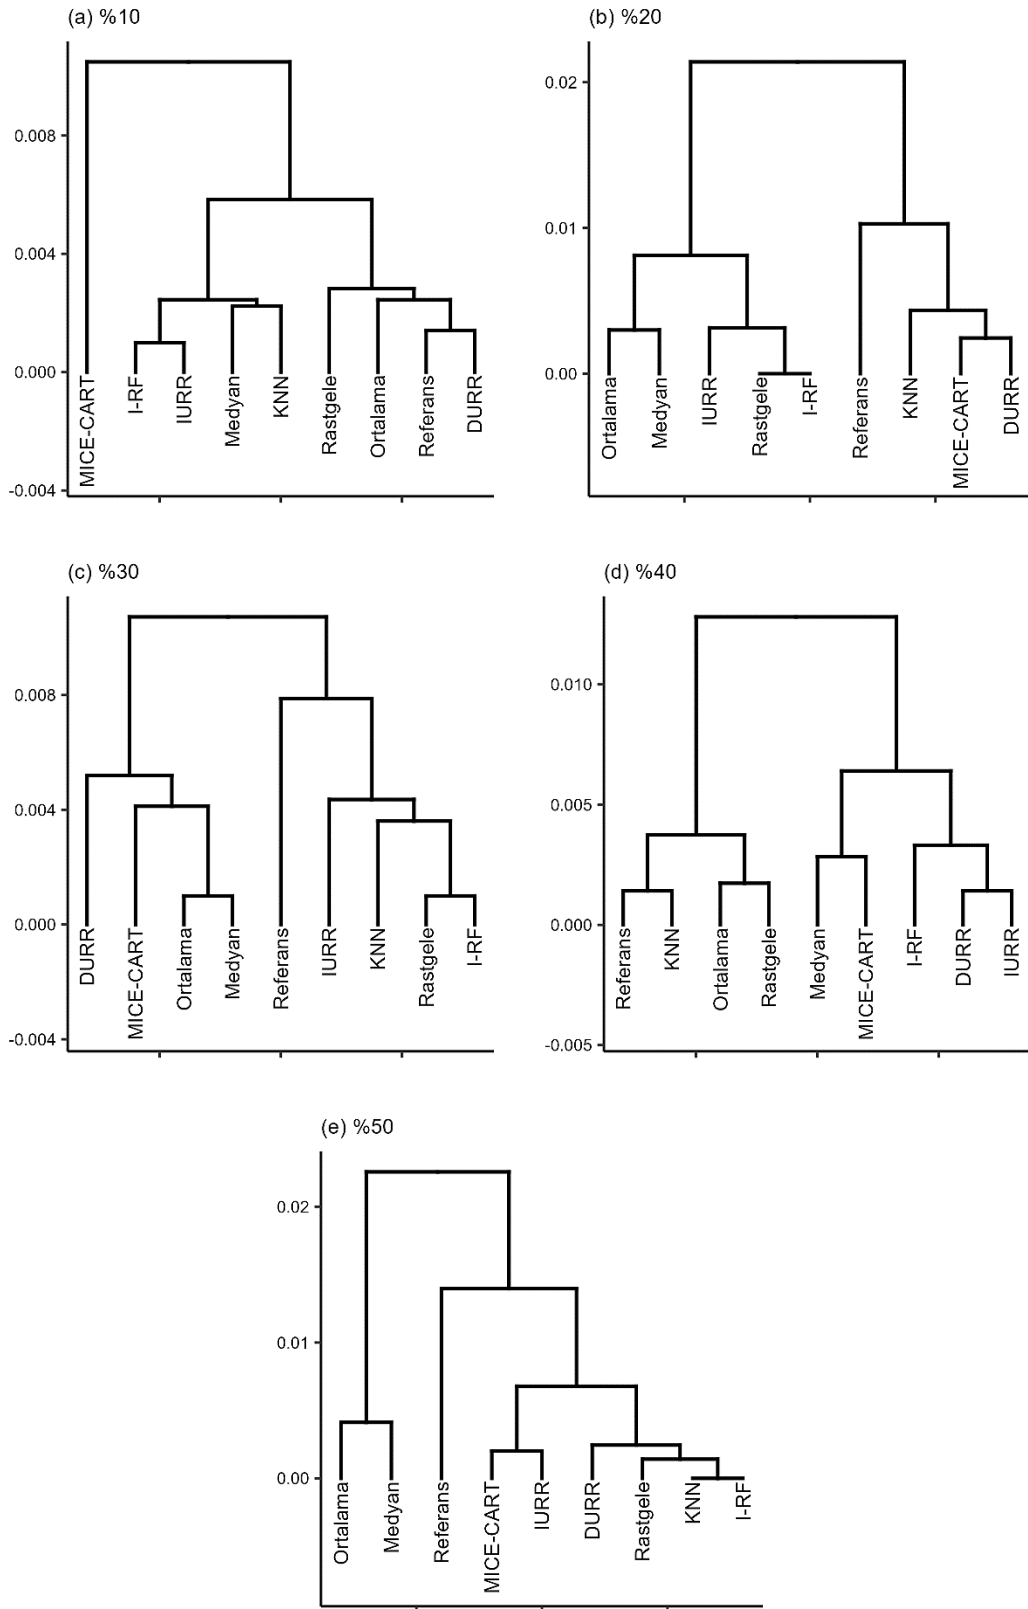 (a) %10
0.008
0.004
0.000
-0.004
MICE-CART
I-RF
IURR
Medyan
KNN
Rastgele
Ortalama
Referans
DURR
(b) %20
0.02
0.01
0.00
Ortalama
Medyan
IURR
Rastgele
I-RF
Referans
KNN
MICE-CART
DURR
(c) %30
0.008
0.004
0.000
-0.004
DURR
MICE-CART
Ortalama
Medyan
Referans
IURR
KNN
Rastgele
I-RF
(d) %40
0.010
0.005
0.000
-0.005
Referans
KNN
Ortalama
Rastgele
Medyan
MICE-CART
I-RF
DURR
IURR
(e) %50
0.02
0.01
0.00
Ortalama
Medyan
Referans
MICE-CART
IURR
DURR
Rastgele
KNN
I-RF